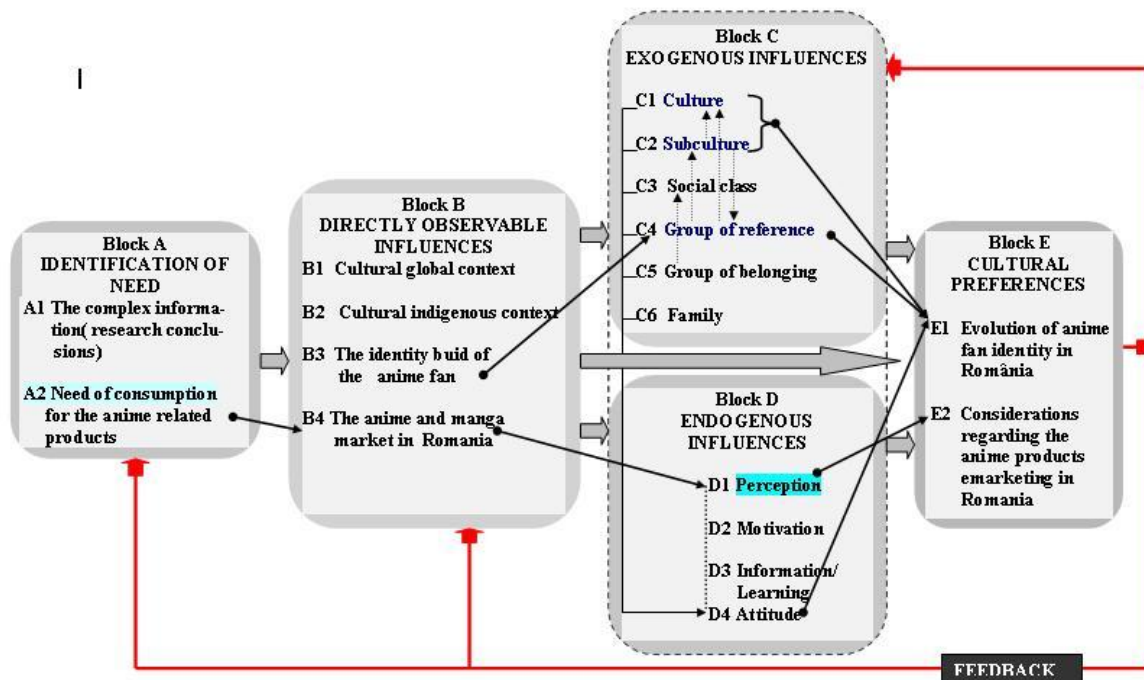 I
Block A
IDENTIFICATION OF
NEED
A1 The complex informa-
tion( research conclu-
sions)
A2 Need of consumption
for the anime related
products
Block B
DIRECTLY OBSERVABLE
INFLUENCES
B1 Cultural global context
B2 Cultural indigenous context
B3 The identity buid of
the anime fan
B4 The anime and manga
market in Romania
Block C
EXOGENOUS INFLUENCES
C1 Culture
C2 Subculture
C3 Social class
C4 Group of reference
C5 Group of belonging
C6 Family
Block D
ENDOGENOUS
INFLUENCES
D1 Perception
D2 Motivation
D3 Information/
Learning
D4 Attitude
Block E
CULTURAL
PREFERENCES
E1 Evolution of anime
fan identity in
România
E2 Considerations
regarding the
anime products
emarketing in
Romania
FEEDBACK